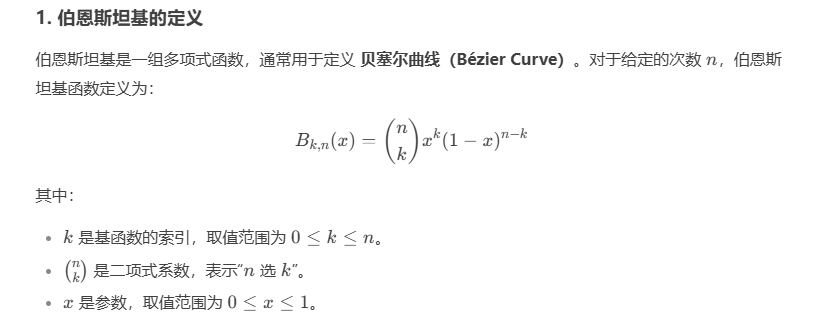 1. 伯恩斯坦基的定义
伯恩斯坦基是一组多项式函数，通常用于定义 贝塞尔曲线（Bézier Curve）。对于给定的次数 n，伯恩斯
坦基函数定义为：
B_{k,n}(x) = \binom{n}{k} x^k (1 − x)^{n−k}
其中：
• k 是基函数的索引，取值范围为 0 ≤ k ≤ n。
• \binom{n}{k} 是二项式系数，表示“n 选 k”。
• x 是参数，取值范围为 0 ≤ x ≤ 1。